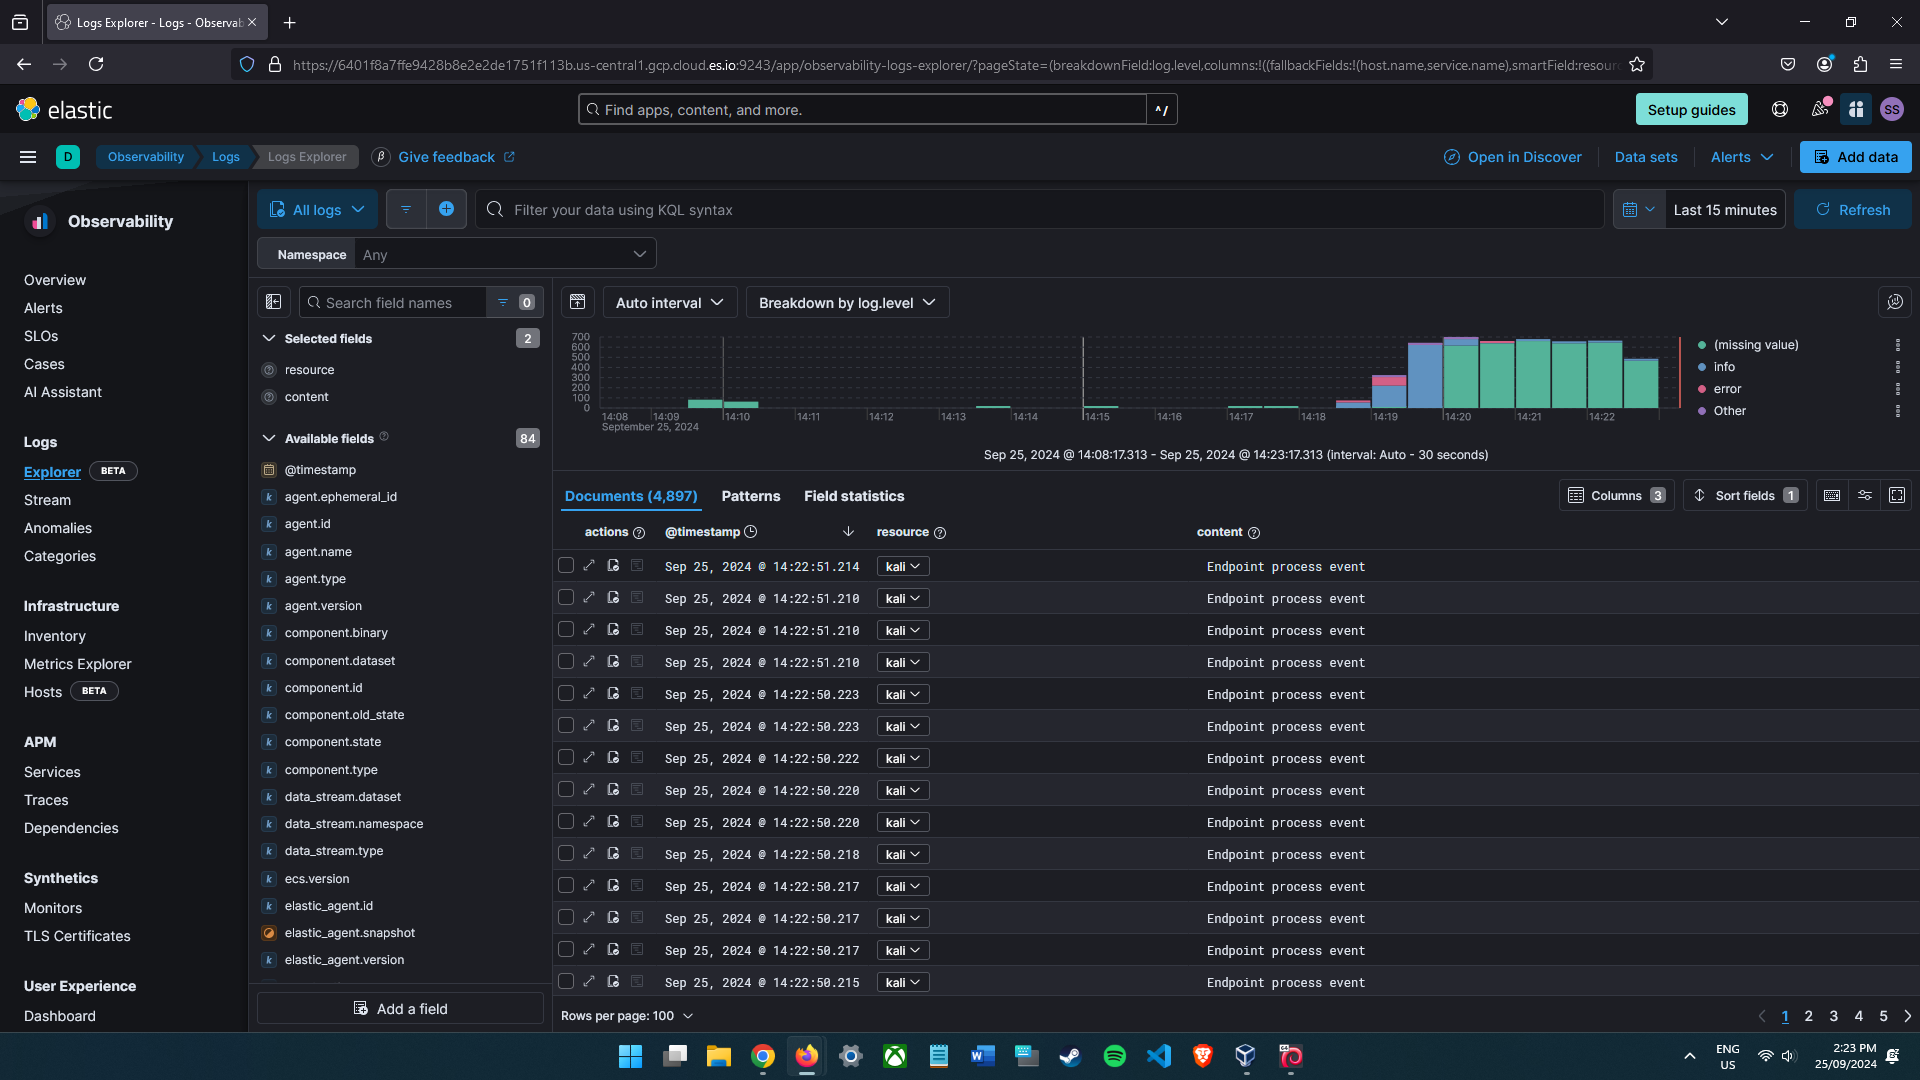 Logs Explorer - Logs - Observab
https://6401f8a7ffe9428b8e2e2de1751f113b.us-central1.gcp.cloud.es.io:9243/app/observability-logs-explorer/?pageState=(breakdownField:log.level,columns:!((fallbackFields:!(host.name,service.name),smartField:resourc
elastic
Find apps, content, and more.
^/
Setup guides
SS
D
Observability
Logs
Logs Explorer
β
Give feedback
Open in Discover
Data sets
Alerts
Add data
Observability
Overview
Alerts
SLOs
Cases
AI Assistant
Logs
Explorer BETA
Stream
Anomalies
Categories
Infrastructure
Inventory
Metrics Explorer
Hosts BETA
APM
Services
Traces
Dependencies
Synthetics
Monitors
TLS Certificates
User Experience
Dashboard
All logs
Filter your data using KQL syntax
Last 15 minutes
Refresh
Namespace Any
Search field names 0
Selected fields 2
resource
content
Available fields 84
@timestamp
k agent.ephemeral_id
k agent.id
k agent.name
k agent.type
k agent.version
k component.binary
k component.dataset
k component.id
k component.old_state
k component.state
k component.type
k data_stream.dataset
k data_stream.namespace
k data_stream.type
k ecs.version
k elastic_agent.id
elastic_agent.snapshot
k elastic_agent.version
Add a field
Auto interval
Breakdown by log.level
700
600
500
400
300
200
100
0
14:08 14:09 14:10 14:11 14:12 14:13 14:14 14:15 14:16 14:17 14:18 14:19 14:20 14:21 14:22
September 25, 2024
(missing value)
info
error
Other
Sep 25, 2024 @ 14:08:17.313 - Sep 25, 2024 @ 14:23:17.313 (interval: Auto - 30 seconds)
Documents (4,897) Patterns Field statistics
Columns 3 Sort fields 1
actions @timestamp resource content
Sep 25, 2024 @ 14:22:51.214 kali Endpoint process event
Sep 25, 2024 @ 14:22:51.210 kali Endpoint process event
Sep 25, 2024 @ 14:22:51.210 kali Endpoint process event
Sep 25, 2024 @ 14:22:51.210 kali Endpoint process event
Sep 25, 2024 @ 14:22:50.223 kali Endpoint process event
Sep 25, 2024 @ 14:22:50.223 kali Endpoint process event
Sep 25, 2024 @ 14:22:50.222 kali Endpoint process event
Sep 25, 2024 @ 14:22:50.220 kali Endpoint process event
Sep 25, 2024 @ 14:22:50.220 kali Endpoint process event
Sep 25, 2024 @ 14:22:50.218 kali Endpoint process event
Sep 25, 2024 @ 14:22:50.217 kali Endpoint process event
Sep 25, 2024 @ 14:22:50.217 kali Endpoint process event
Sep 25, 2024 @ 14:22:50.217 kali Endpoint process event
Sep 25, 2024 @ 14:22:50.215 kali Endpoint process event
Rows per page: 100
1 2 3 4 5
ENG
US
2:23 PM
25/09/2024